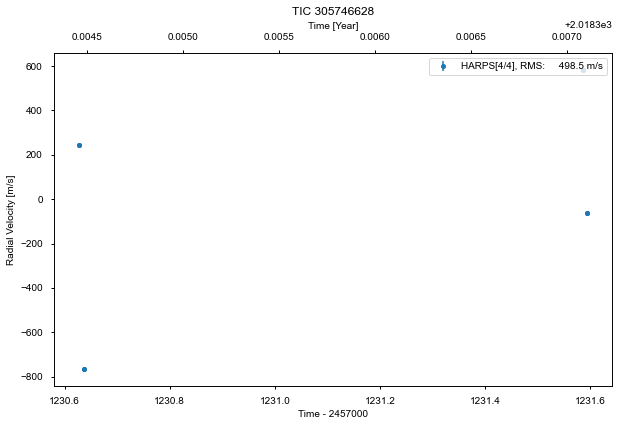 TIC 305746628
Time [Year]
+2.0183e3
0.0045 0.0050 0.0055 0.0060 0.0065 0.0070
HARPS[4/4], RMS: 498.5 m/s
600
400
200
0
−200
−400
−600
−800
Radial Velocity [m/s]
1230.6 1230.8 1231.0 1231.2 1231.4 1231.6
Time - 2457000